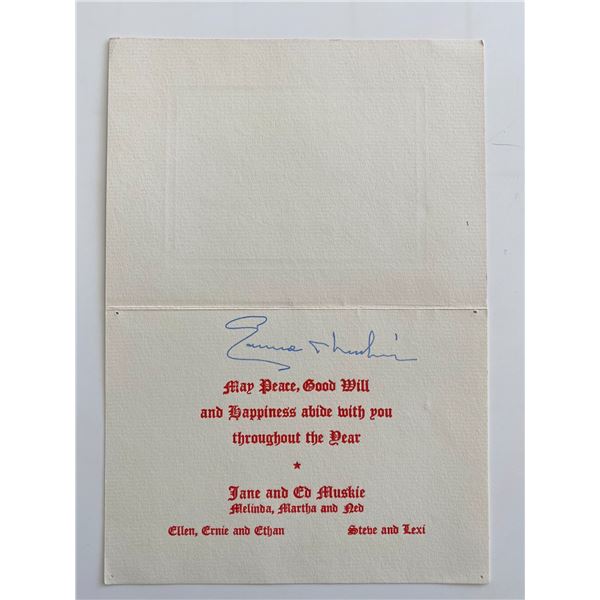 Edmund Muskie
May Peace, Good Will
and Happiness abide with you
throughout the Year
★
Jane and Ed Muskie
Melinda, Martha and Ned
Ellen, Ernie and Ethan Steve and Lexi